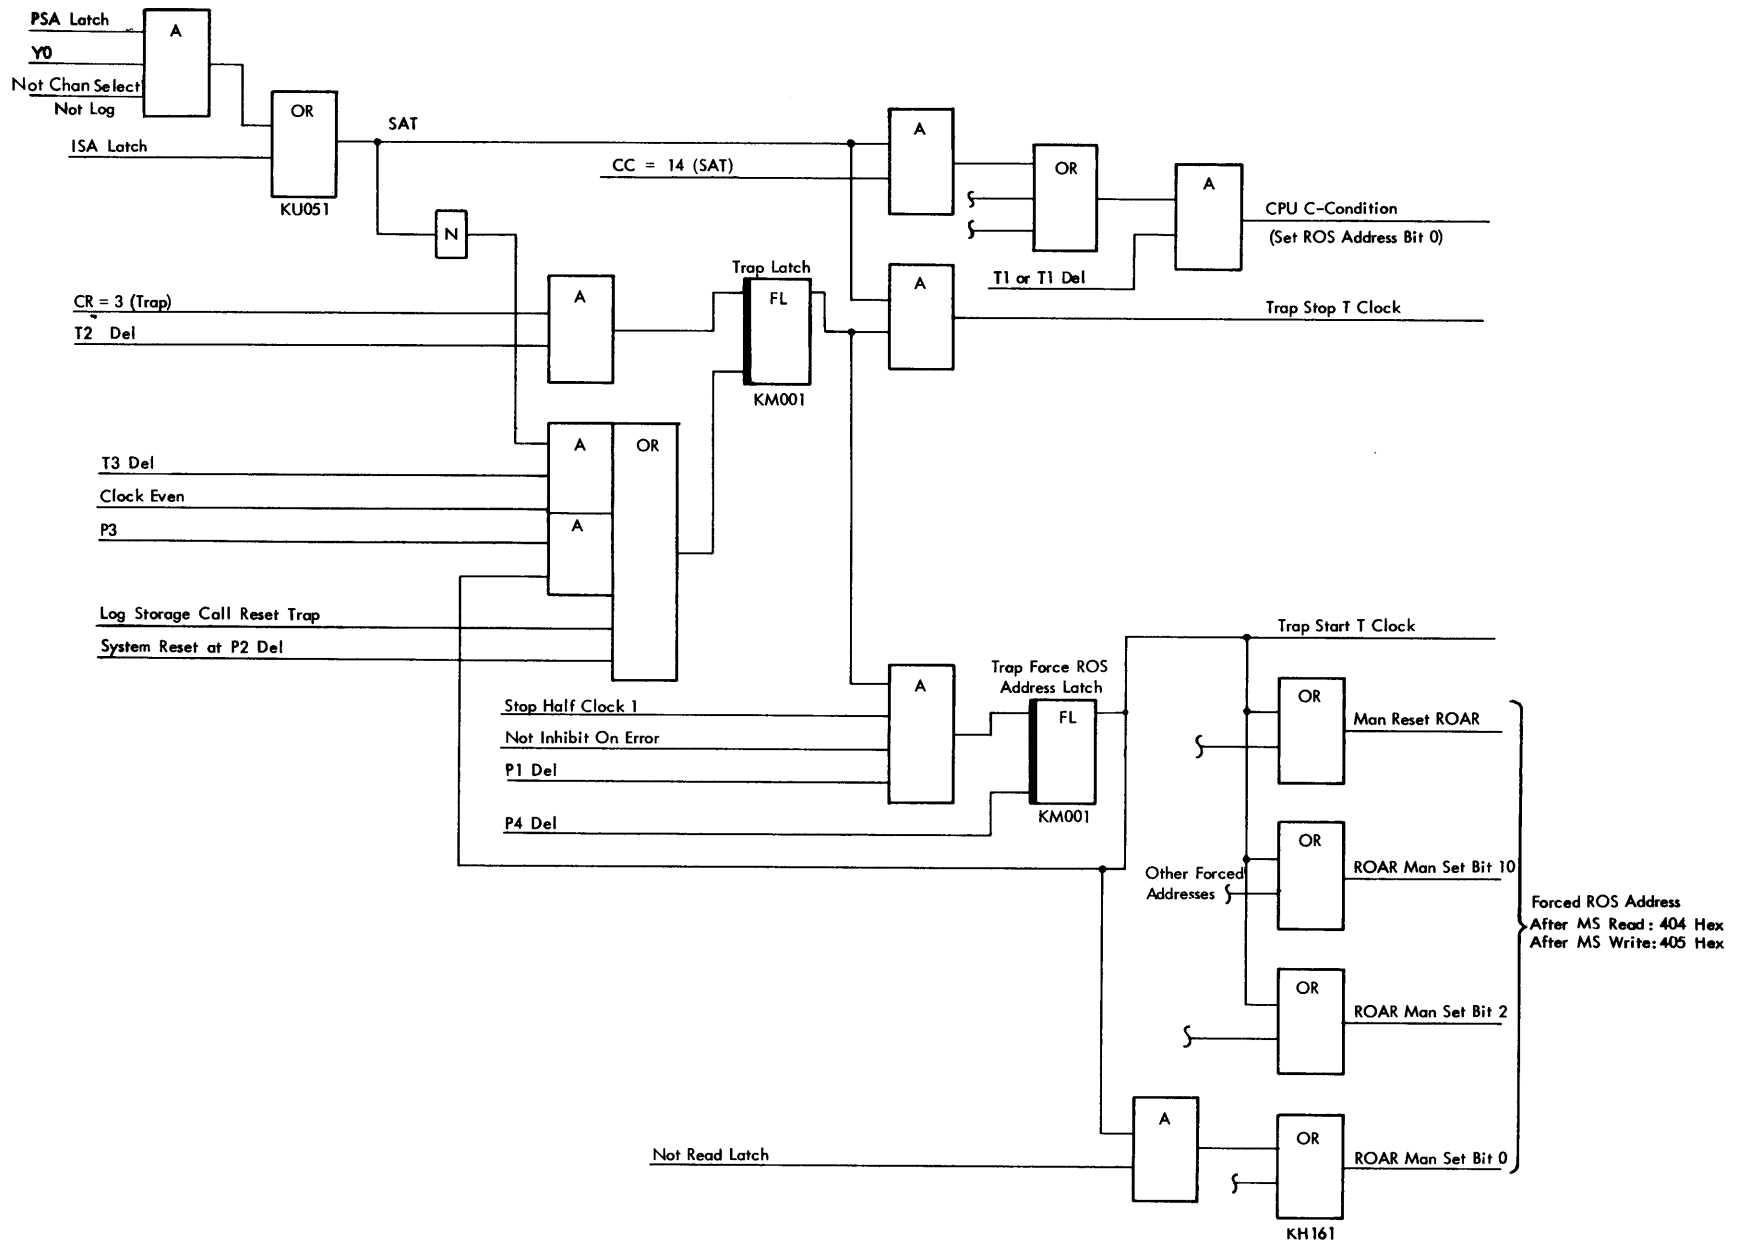 PSA Latch
A
Y0
Not Chan Select
Not Log
OR
SAT
ISA Latch
KU051
A
CC = 14 (SAT)
OR
A
CPU C-Condition
(Set ROS Address Bit 0)
N
T1 or T1 Del
Trap Latch
CR = 3 (Trap)
A
FL
A
Trap Stop T Clock
T2 Del
KM001
A
OR
T3 Del
Clock Even
A
P3
Log Storage Call Reset Trap
System Reset at P2 Del
Trap Start T Clock
Trap Force ROS
Address Latch
A
OR
Stop Half Clock 1
FL
Man Reset ROAR
Not Inhibit On Error
P1 Del
P4 Del
KM001
OR
Other Forced
Addresses
ROAR Man Set Bit 10
Forced ROS Address
After MS Read: 404 Hex
After MS Write: 405 Hex
OR
ROAR Man Set Bit 2
A
OR
Not Read Latch
ROAR Man Set Bit 0
KH161